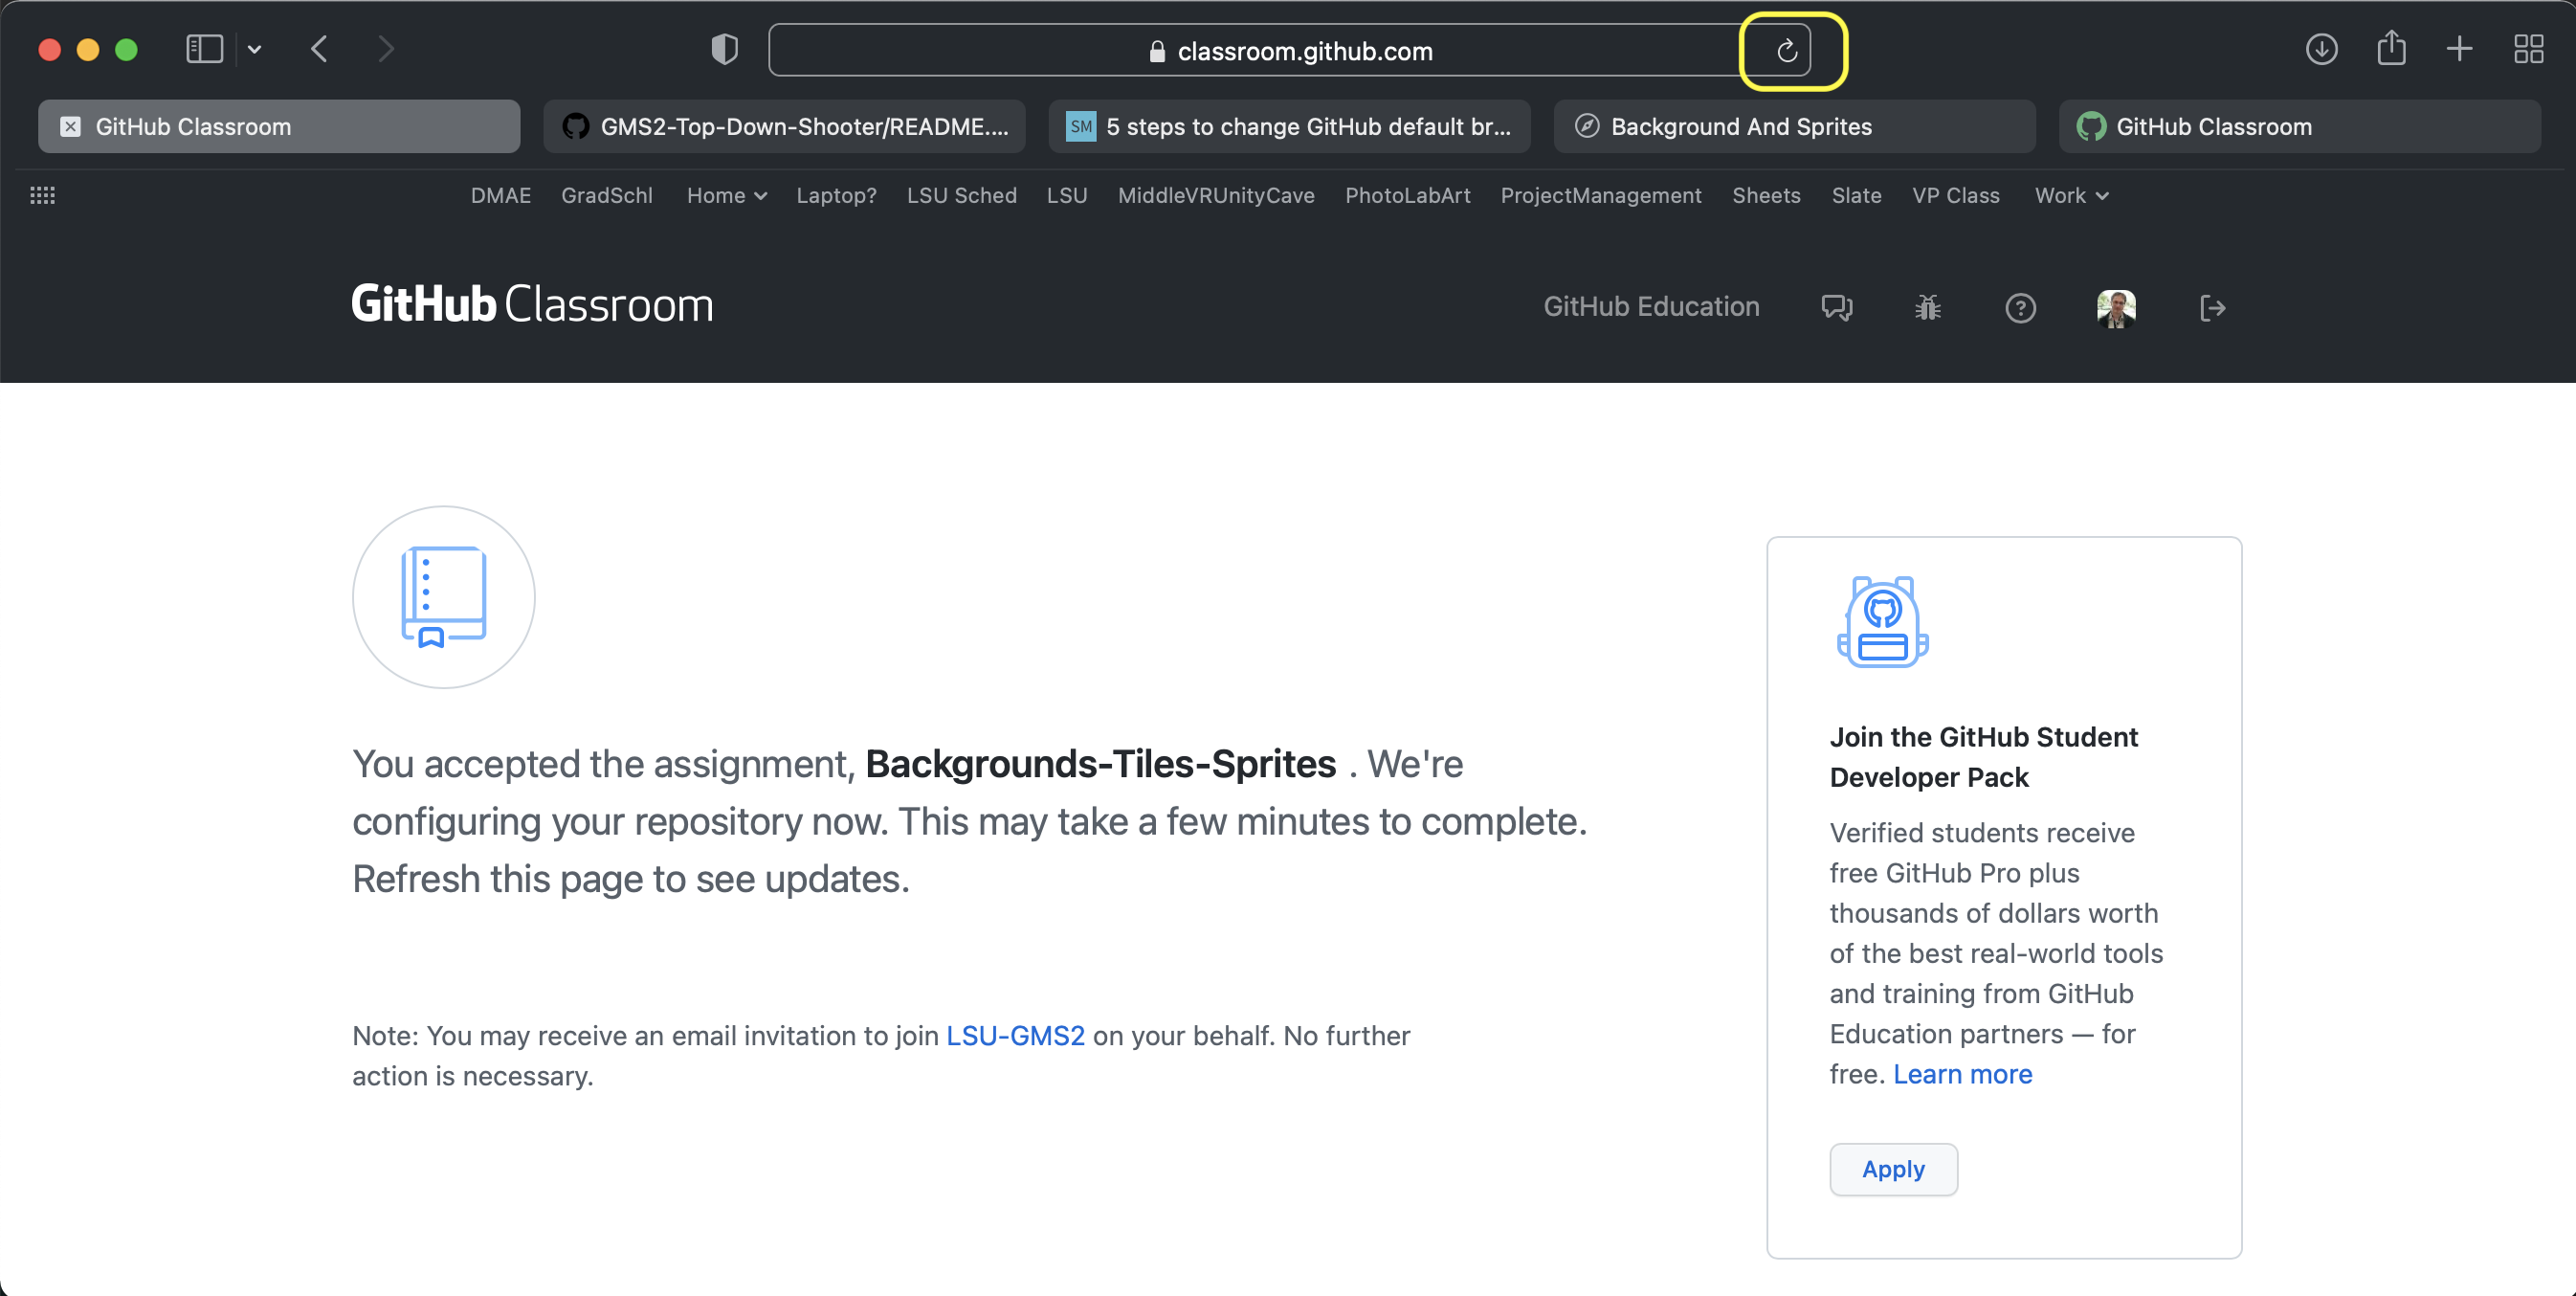 classroom.github.com
GitHub Classroom
GMS2-Top-Down-Shooter/README....
SM 5 steps to change GitHub default br...
Background And Sprites
GitHub Classroom
DMAE GradSchl Home Laptop? LSU Sched LSU MiddleVRUnityCave PhotoLabArt ProjectManagement Sheets Slate VP Class Work
GitHub Classroom
GitHub Education
You accepted the assignment, Backgrounds-Tiles-Sprites . We're
configuring your repository now. This may take a few minutes to complete.
Refresh this page to see updates.
Note: You may receive an email invitation to join LSU-GMS2 on your behalf. No further
action is necessary.
Join the GitHub Student
Developer Pack
Verified students receive
free GitHub Pro plus
thousands of dollars worth
of the best real-world tools
and training from GitHub
Education partners — for
free. Learn more
Apply